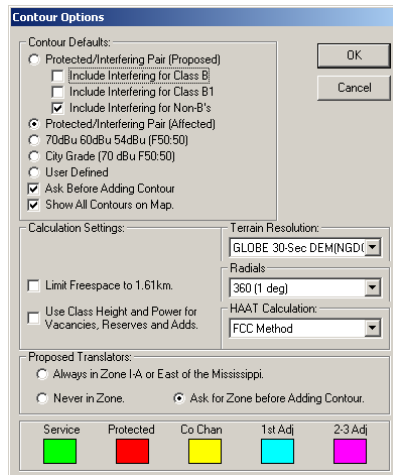 Contour Options
Contour Defaults:
Protected/Interfering Pair (Proposed)
Include Interfering for Class B
Include Interfering for Class B1
Include Interfering for Non-B's
Protected/Interfering Pair (Affected)
70dBu 60dBu 54dBu (F50:50)
City Grade (70 dBu F50:50)
User Defined
Ask Before Adding Contour
Show All Contours on Map.
OK
Cancel
Calculation Settings:
Limit Freespace to 1.61km.
Use Class Height and Power for
Vacancies, Reserves and Adds.
Terrain Resolution:
GLOBE 30-Sec DEM(NGD(
Radials
360 (1 deg)
HAAT Calculation:
FCC Method
Proposed Translators:
Always in Zone I-A or East of the Mississippi.
Never in Zone.
Ask for Zone before Adding Contour.
Service
Protected
Co Chan
1st Adj
2-3 Adj